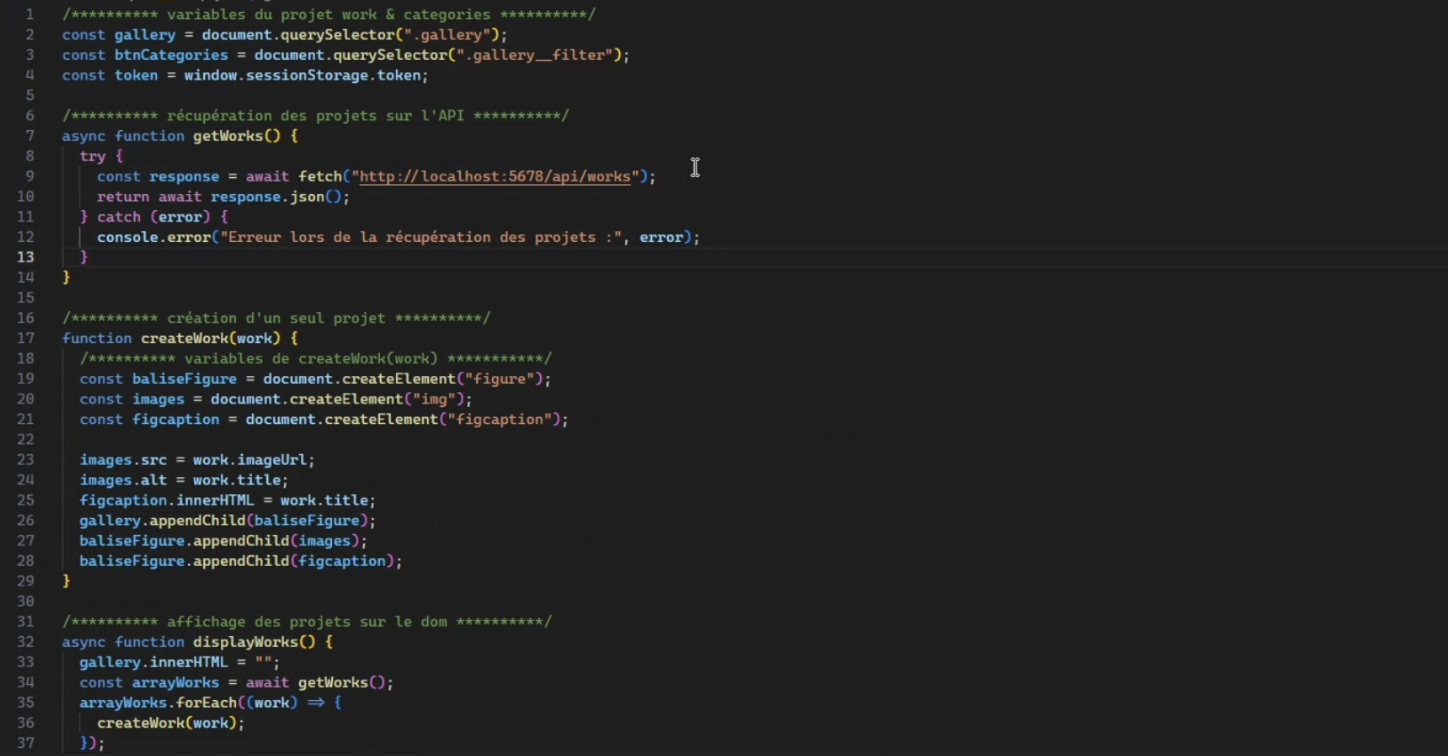 1 /********** variables du projet work & categories **********/
2 const gallery = document.querySelector(".gallery");
3 const btnCategories = document.querySelector(".gallery__filter");
4 const token = window.sessionStorage.token;
5
6 /********** récupération des projets sur l'API **********/
7 async function getWorks() {
8 try {
9 const response = await fetch("http://localhost:5678/api/works");
10 return await response.json();
11 } catch (error) {
12 console.error("Erreur lors de la récupération des projets :", error);
13 }
14 }
15
16 /********** création d'un seul projet **********/
17 function createWork(work) {
18 /********** variables de createWork(work) ***********/
19 const baliseFigure = document.createElement("figure");
20 const images = document.createElement("img");
21 const figcaption = document.createElement("figcaption");
22
23 images.src = work.imageUrl;
24 images.alt = work.title;
25 figcaption.innerHTML = work.title;
26 gallery.appendChild(baliseFigure);
27 baliseFigure.appendChild(images);
28 baliseFigure.appendChild(figcaption);
29 }
30
31 /********** affichage des projets sur le dom **********/
32 async function displayWorks() {
33 gallery.innerHTML = "";
34 const arrayWorks = await getWorks();
35 arrayWorks.forEach((work) => {
36 createWork(work);
37 });